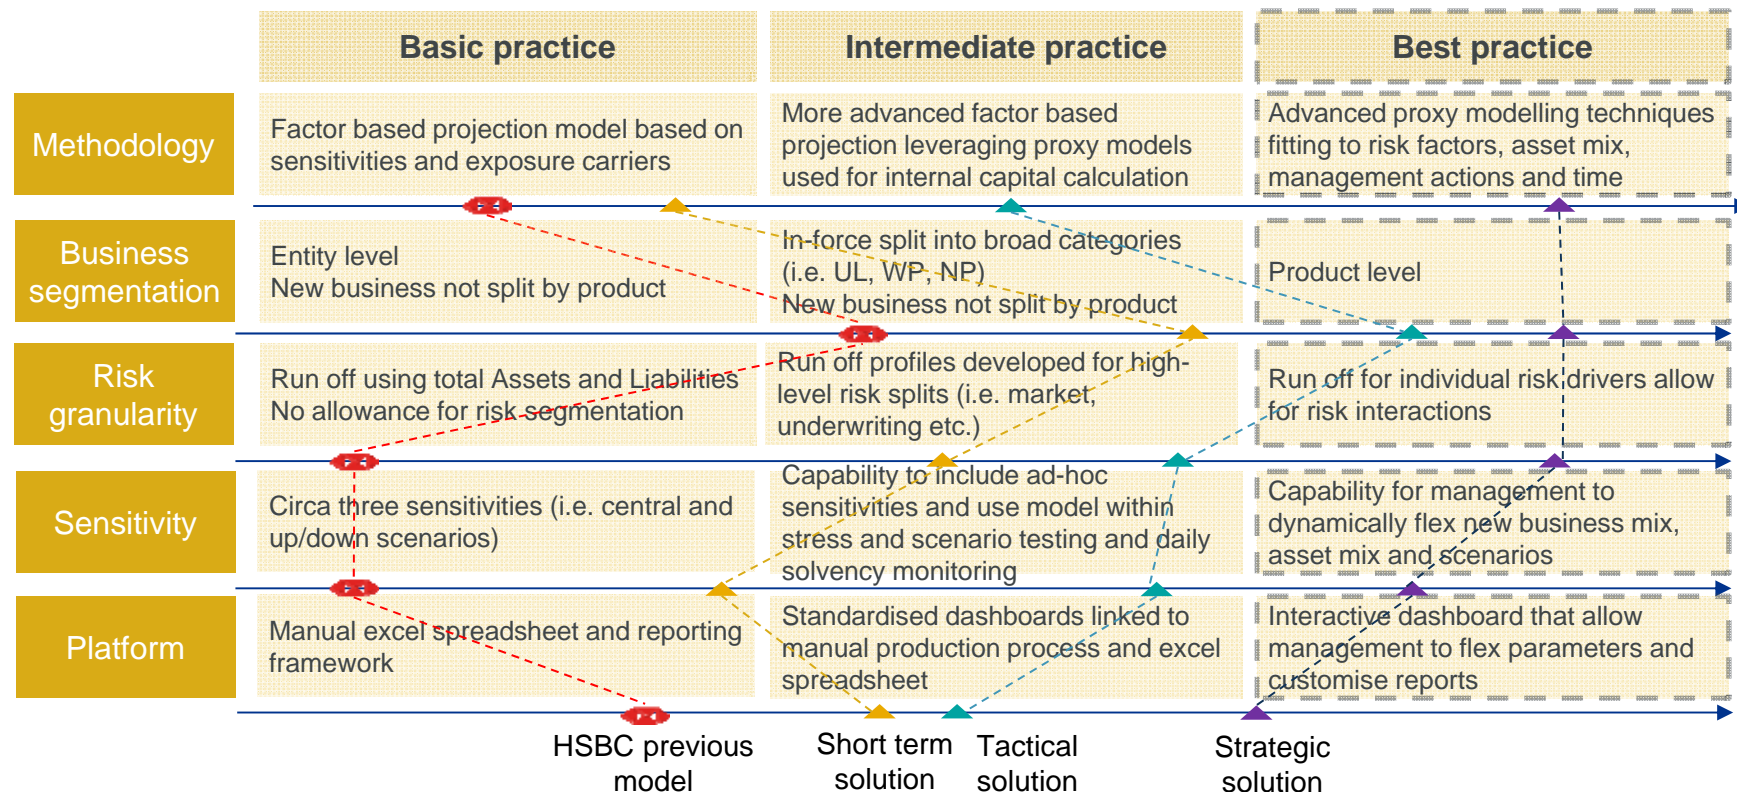 Basic practice
Intermediate practice
Best practice
Methodology
Factor based projection model based on
sensitivities and exposure carriers
More advanced factor based
projection leveraging proxy models
used for internal capital calculation
Advanced proxy modelling techniques
fitting to risk factors, asset mix,
management actions and time
Business
segmentation
Entity level
New business not split by product
In-force split into broad categories
(i.e. UL, WP, NP)
New business not split by product
Product level
Risk
granularity
Run off using total Assets and Liabilities
No allowance for risk segmentation
Run off profiles developed for high-
level risk splits (i.e. market,
underwriting etc.)
Run off for individual risk drivers allow
for risk interactions
Sensitivity
Circa three sensitivities (i.e. central and
up/down scenarios)
Capability to include ad-hoc
sensitivities and use model within
stress and scenario testing and daily
solvency monitoring
Capability for management to
dynamically flex new business mix,
asset mix and scenarios
Platform
Manual excel spreadsheet and reporting
framework
Standardised dashboards linked to
manual production process and excel
spreadsheet
Interactive dashboard that allow
management to flex parameters and
customise reports
HSBC previous
model
Short term
solution
Tactical
solution
Strategic
solution